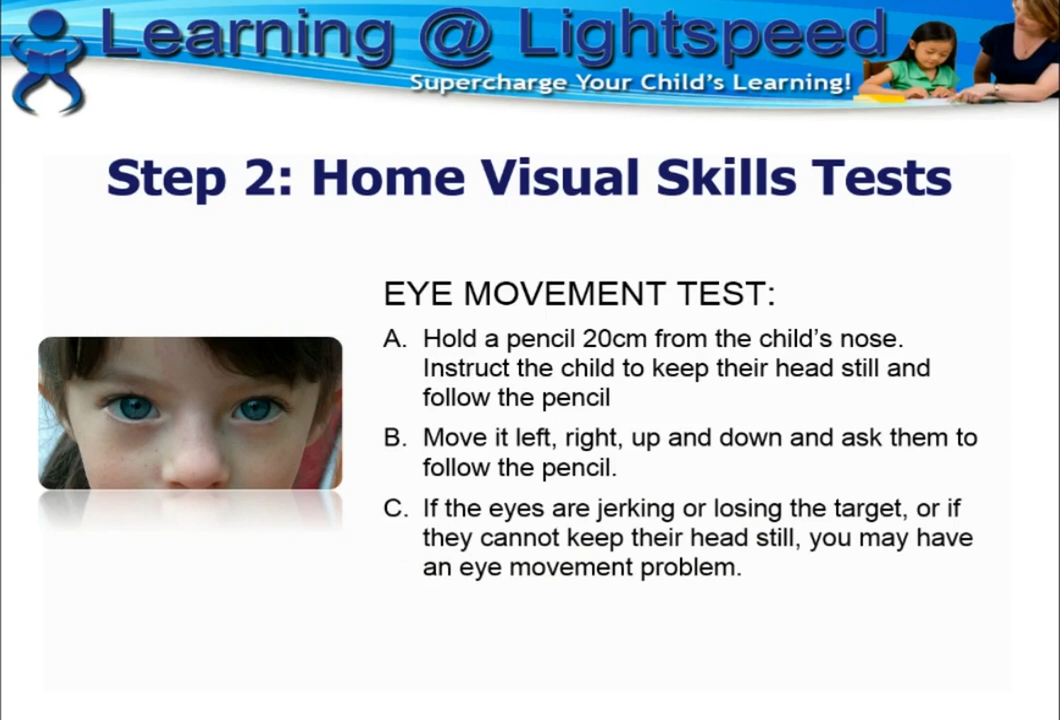 Learning @ Lightspeed
Supercharge Your Child's Learning!
Step 2: Home Visual Skills Tests
EYE MOVEMENT TEST:
A. Hold a pencil 20cm from the child's nose.
Instruct the child to keep their head still and
follow the pencil
B. Move it left, right, up and down and ask them to
follow the pencil.
C. If the eyes are jerking or losing the target, or if
they cannot keep their head still, you may have
an eye movement problem.